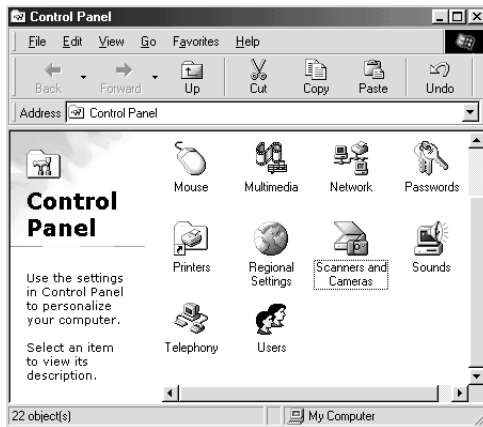 Control Panel
File Edit View Go Favorites Help
Back Forward Up Cut Copy Paste Undo
Address Control Panel
Control
Panel
Use the settings
in Control Panel
to personalize
your computer.
Select an item
to view its
description.
Mouse Multimedia Network Passwords
Printers Regional Settings Scanners and Cameras Sounds
Telephony Users
22 object(s) My Computer